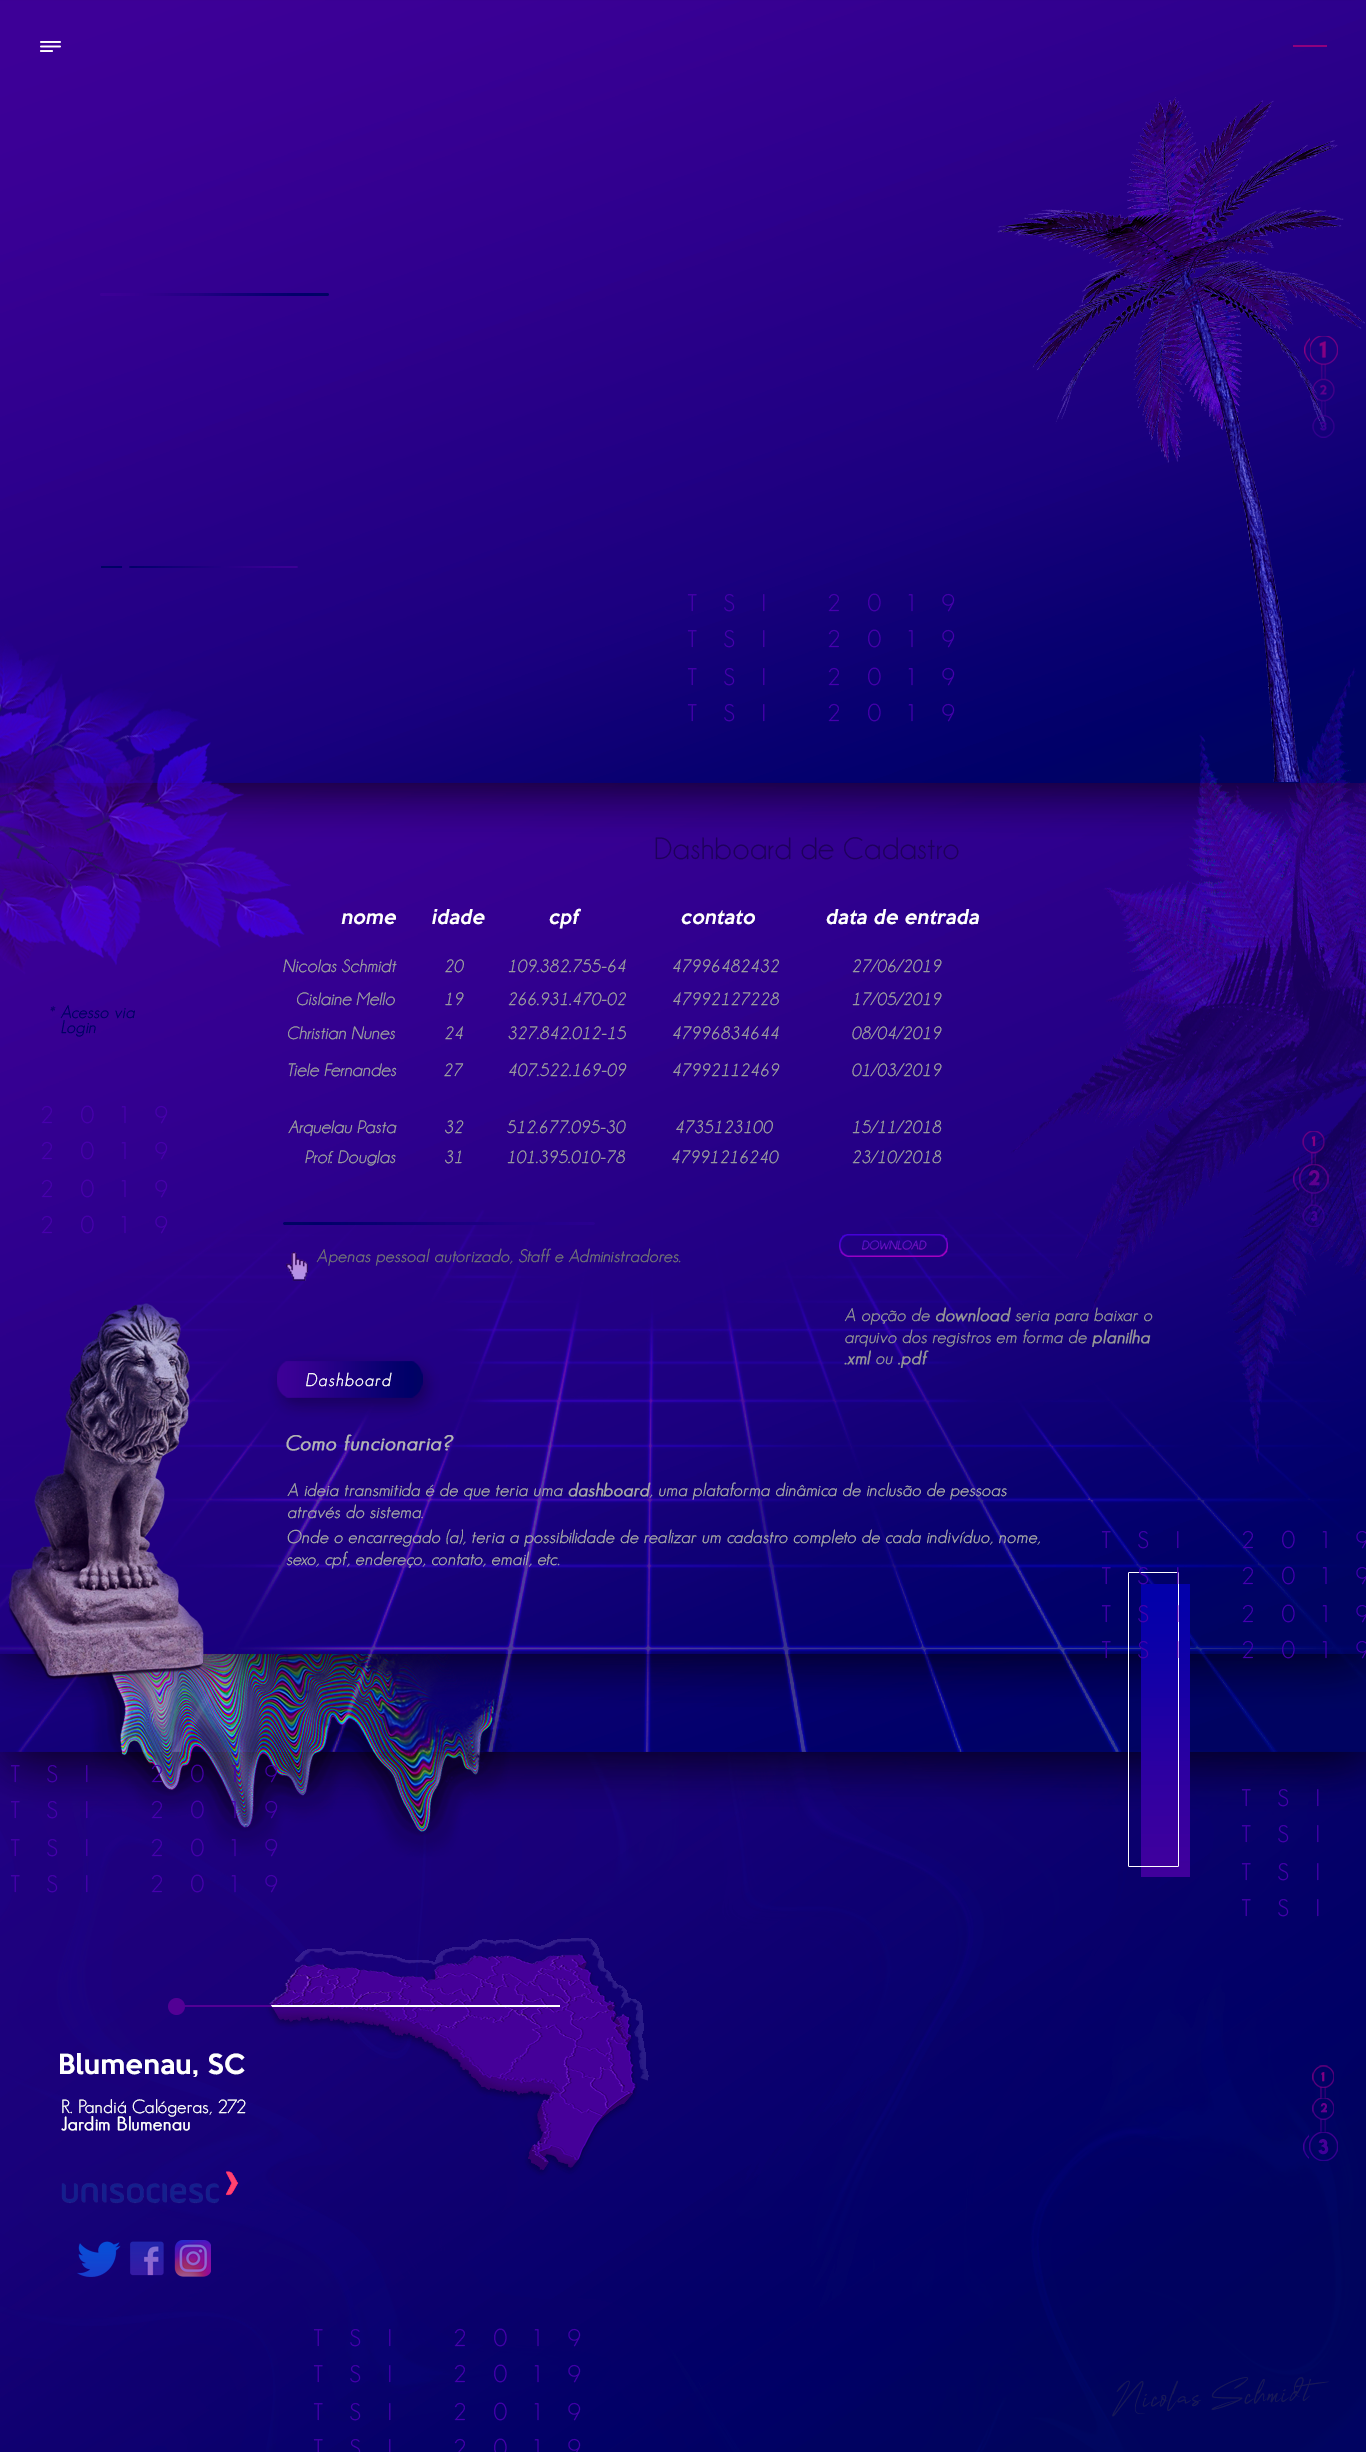 1
2
3
T S I 2 0 1 9
T S I 2 0 1 9
T S I 2 0 1 9
T S I 2 0 1 9
Dashboard de Cadastro
nome idade cpf contato data de entrada
Nicolas Schmidt 20 109.382.755-64 47996482432 27/06/2019
Gislaine Mello 19 266.931.470-02 47992127228 17/05/2019
Christian Nunes 24 327.842.012-15 47996834644 08/04/2019
Tiele Fernandes 27 407.522.169-09 47992112469 01/03/2019
Arquelau Pasta 32 512.677.095-30 4735123100 15/11/2018
Prof. Douglas 31 101.395.010-78 47991216240 23/10/2018
* Acesso via
Login
2 0 1 9
2 0 1 9
2 0 1 9
2 0 1 9
1
2
3
Apenas pessoal autorizado, Staff e Administradores.
DOWNLOAD
A opção de download seria para baixar o
arquivo dos registros em forma de planilha
.xml ou .pdf
Dashboard
Como funcionaria?
A ideia transmitida é de que teria uma dashboard, uma plataforma dinâmica de inclusão de pessoas
através do sistema.
Onde o encarregado (a), teria a possibilidade de realizar um cadastro completo de cada indivíduo, nome,
sexo, cpf, endereço, contato, email, etc.
T S I 2 0 1 9
T S 2 0 1 9
T S 2 0 1 9
T S 2 0 1 9
T S I 2 0 1 9
T S I 2 0 1 9
T S I 2 0 1 9
T S I 2 0 1 9
T S I
T S I
T S I
T S I
Blumenau, SC
R. Pandiá Calógeras, 272
Jardim Blumenau
unisociesc
1
2
3
T S I 2 0 1 9
T S I 2 0 1 9
T S I 2 0 1 9
T S I 2 0 1 9
Nicolas Schmidt